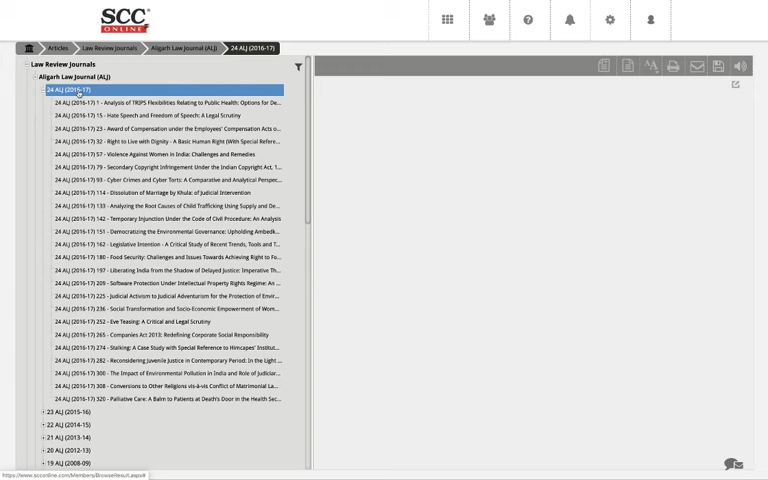 SCC
ONLINE
Articles
Law Review Journals
Aligarh Law Journal (ALJ)
24 ALJ (2016-17)
Law Review Journals
Aligarh Law Journal (ALJ)
24 ALJ (2016-17)
24 ALJ (2016-17) 1 - Analysis of TRIPS Flexibilities Relating to Public Health: Options for De...
24 ALJ (2016-17) 15 - Hate Speech and Freedom of Speech: A Legal Scrutiny
24 ALJ (2016-17) 23 - Award of Compensation under the Employees' Compensation Acts o...
24 ALJ (2016-17) 32 - Right to Live with Dignity - A Basic Human Right (With Special Refere...
24 ALJ (2016-17) 57 - Violence Against Women in India: Challenges and Remedies
24 ALJ (2016-17) 79 - Secondary Copyright Infringement Under the Indian Copyright Act, 1...
24 ALJ (2016-17) 93 - Cyber Crimes and Cyber Torts: A Comparative and Analytical Perspec...
24 ALJ (2016-17) 114 - Dissolution of Marriage by Khula: of Judicial Intervention
24 ALJ (2016-17) 133 - Analyzing the Root Causes of Child Trafficking Using Supply and De...
24 ALJ (2016-17) 142 - Temporary Injunction Under the Code of Civil Procedure: An Analysis
24 ALJ (2016-17) 151 - Democratizing the Environmental Governance: Upholding Ambedk...
24 ALJ (2016-17) 162 - Legislative Intention - A Critical Study of Recent Trends, Tools and T...
24 ALJ (2016-17) 180 - Food Security: Challenges and Issues Towards Achieving Right to Fo...
24 ALJ (2016-17) 197 - Liberating India from the Shadow of Delayed Justice: Imperative Th...
24 ALJ (2016-17) 209 - Software Protection Under Intellectual Property Rights Regime: An ...
24 ALJ (2016-17) 225 - Judicial Activism to Judicial Adventurism for the Protection of Envir...
24 ALJ (2016-17) 236 - Social Transformation and Socio-Economic Empowerment of Wom...
24 ALJ (2016-17) 252 - Eve Teasing: A Critical and Legal Scrutiny
24 ALJ (2016-17) 265 - Companies Act 2013: Redefining Corporate Social Responsibility
24 ALJ (2016-17) 274 - Stalking: A Case Study with Special Reference to Himcapes' Institut...
24 ALJ (2016-17) 282 - Reconsidering Juvenile Justice in Contemporary Period: In the Light ...
24 ALJ (2016-17) 300 - The Impact of Environmental Pollution in India and Role of Judiciar...
24 ALJ (2016-17) 308 - Conversions to Other Religions vis-à-vis Conflict of Matrimonial La...
24 ALJ (2016-17) 320 - Palliative Care: A Balm to Patients at Death's Door in the Health Sec...
23 ALJ (2015-16)
22 ALJ (2014-15)
21 ALJ (2013-14)
20 ALJ (2012-13)
19 ALJ (2008-09)
https://www.scconline.com/Members/BrowseResult.aspx#